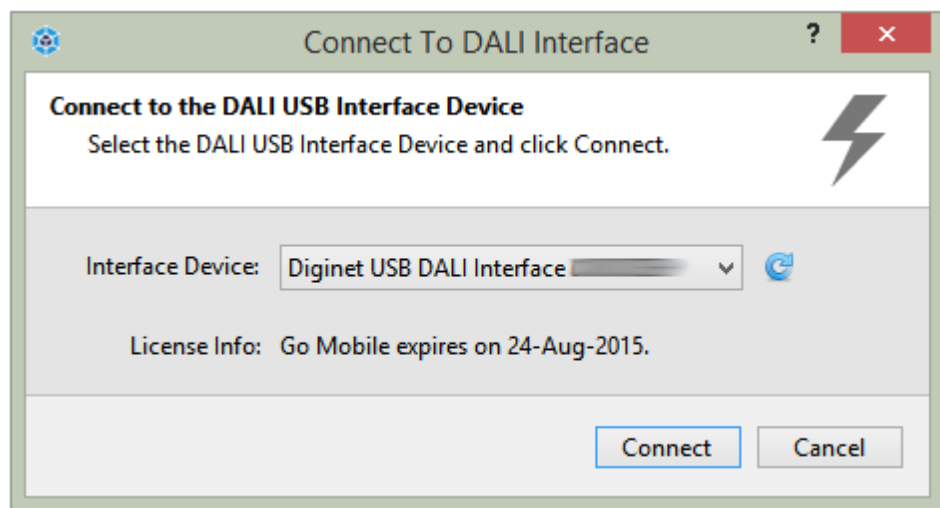 Connect To DALI Interface
?
Connect to the DALI USB Interface Device
Select the DALI USB Interface Device and click Connect.
Interface Device: Diginet USB DALI Interface
License Info: Go Mobile expires on 24-Aug-2015.
Connect Cancel